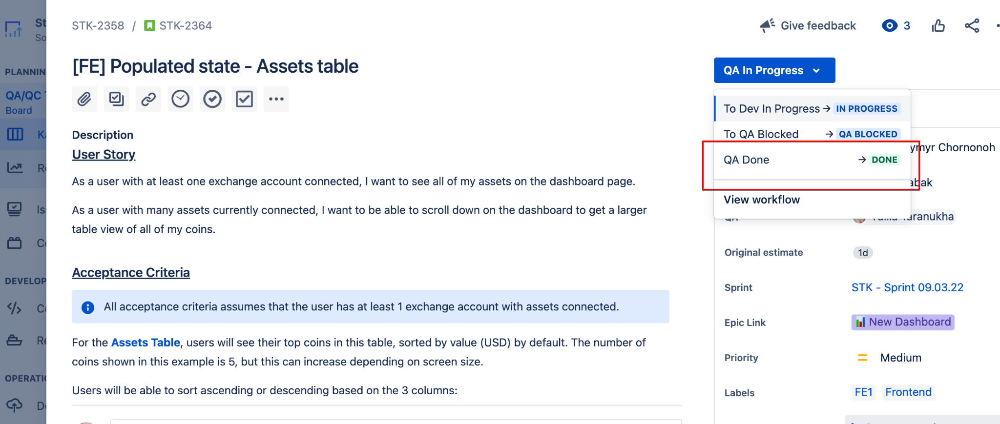 STK-2358 / STK-2364
Give feedback
3
PLANNIN
QA/QC
Board
DEVELOP
OPERATI
[FE] Populated state - Assets table
Description
User Story
As a user with at least one exchange account connected, I want to see all of my assets on the dashboard page.
As a user with many assets currently connected, I want to be able to scroll down on the dashboard to get a larger
table view of all of my coins.
Acceptance Criteria
All acceptance criteria assumes that the user has at least 1 exchange account with assets connected.
For the Assets Table, users will see their top coins in this table, sorted by value (USD) by default. The number of
coins shown in this example is 5, but this can increase depending on screen size.
Users will be able to sort ascending or descending based on the 3 columns:
QA In Progress
To Dev In Progress → IN PROGRESS
To QA Blocked → QA BLOCKED
QA Done → DONE
View workflow
ymyr Chornonoh
abak
QA
Taranukha
Original estimate 1d
Sprint STK - Sprint 09.03.22
Epic Link New Dashboard
Priority Medium
Labels FE1 Frontend